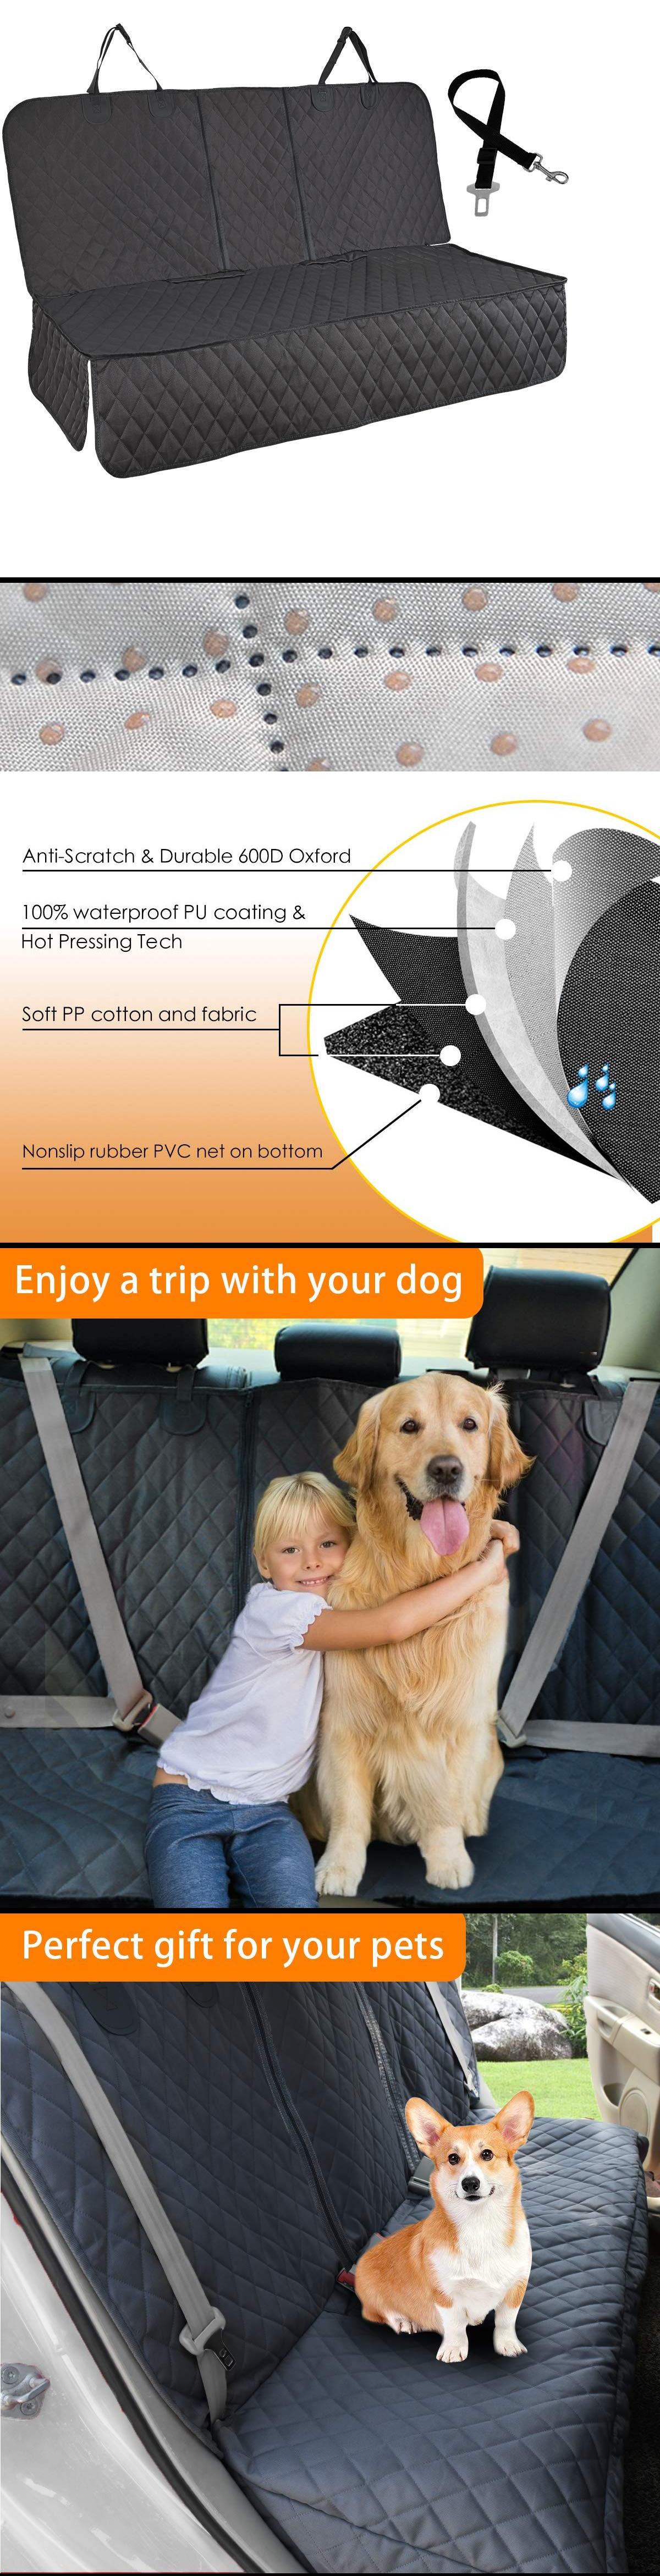 Anti-Scratch & Durable 600D Oxford
100% waterproof PU coating &
Hot Pressing Tech
Soft PP cotton and fabric
Nonslip rubber PVC net on bottom
Enjoy a trip with your dog
Perfect gift for your pets